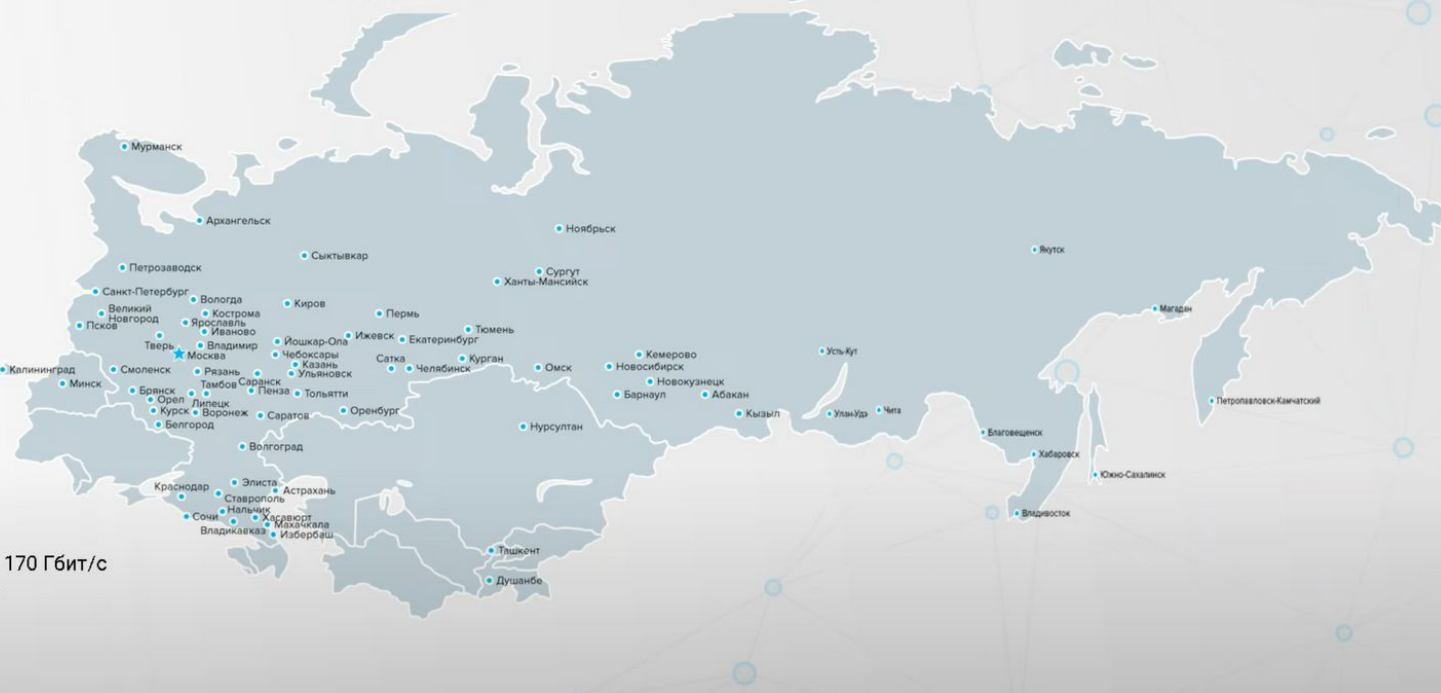 Мурманск
Архангельск
Ноябрьск
Якутск
Сыктывкар
Петрозаводск
Сургут
Ханты-Мансийск
Санкт-Петербург
Вологда
Киров
Великий
Новгород
Кострома
Пермь
Магадан
Псков
Ярославль
Иваново
Тюмень
Тверь
Владимир
Йошкар-Ола
Ижевск
Екатеринбург
Москва
Чебоксары
Сатка
Курган
Кемерово
Усть-Кут
Калининград
Смоленск
Рязань
Казань
Челябинск
Омск
Новосибирск
Минск
Саранск
Ульяновск
Новокузнецк
Брянск
Тамбов
Пенза
Тольятти
Барнаул
Абакан
Орел
Липецк
Петропавловск-Камчатский
Курск
Воронеж
Саратов
Оренбург
Кызыл
Улан-Удэ
Чита
Белгород
Нурсултан
Благовещенск
Волгоград
Хабаровск
Южно-Сахалинск
Элиста
Краснодар
Астрахань
Ставрополь
Нальчик
Сочи
Хасавюрт
Владивосток
Махачкала
Владикавказ
Избербаш
Ташкент
170 Гбит/с
Душанбе